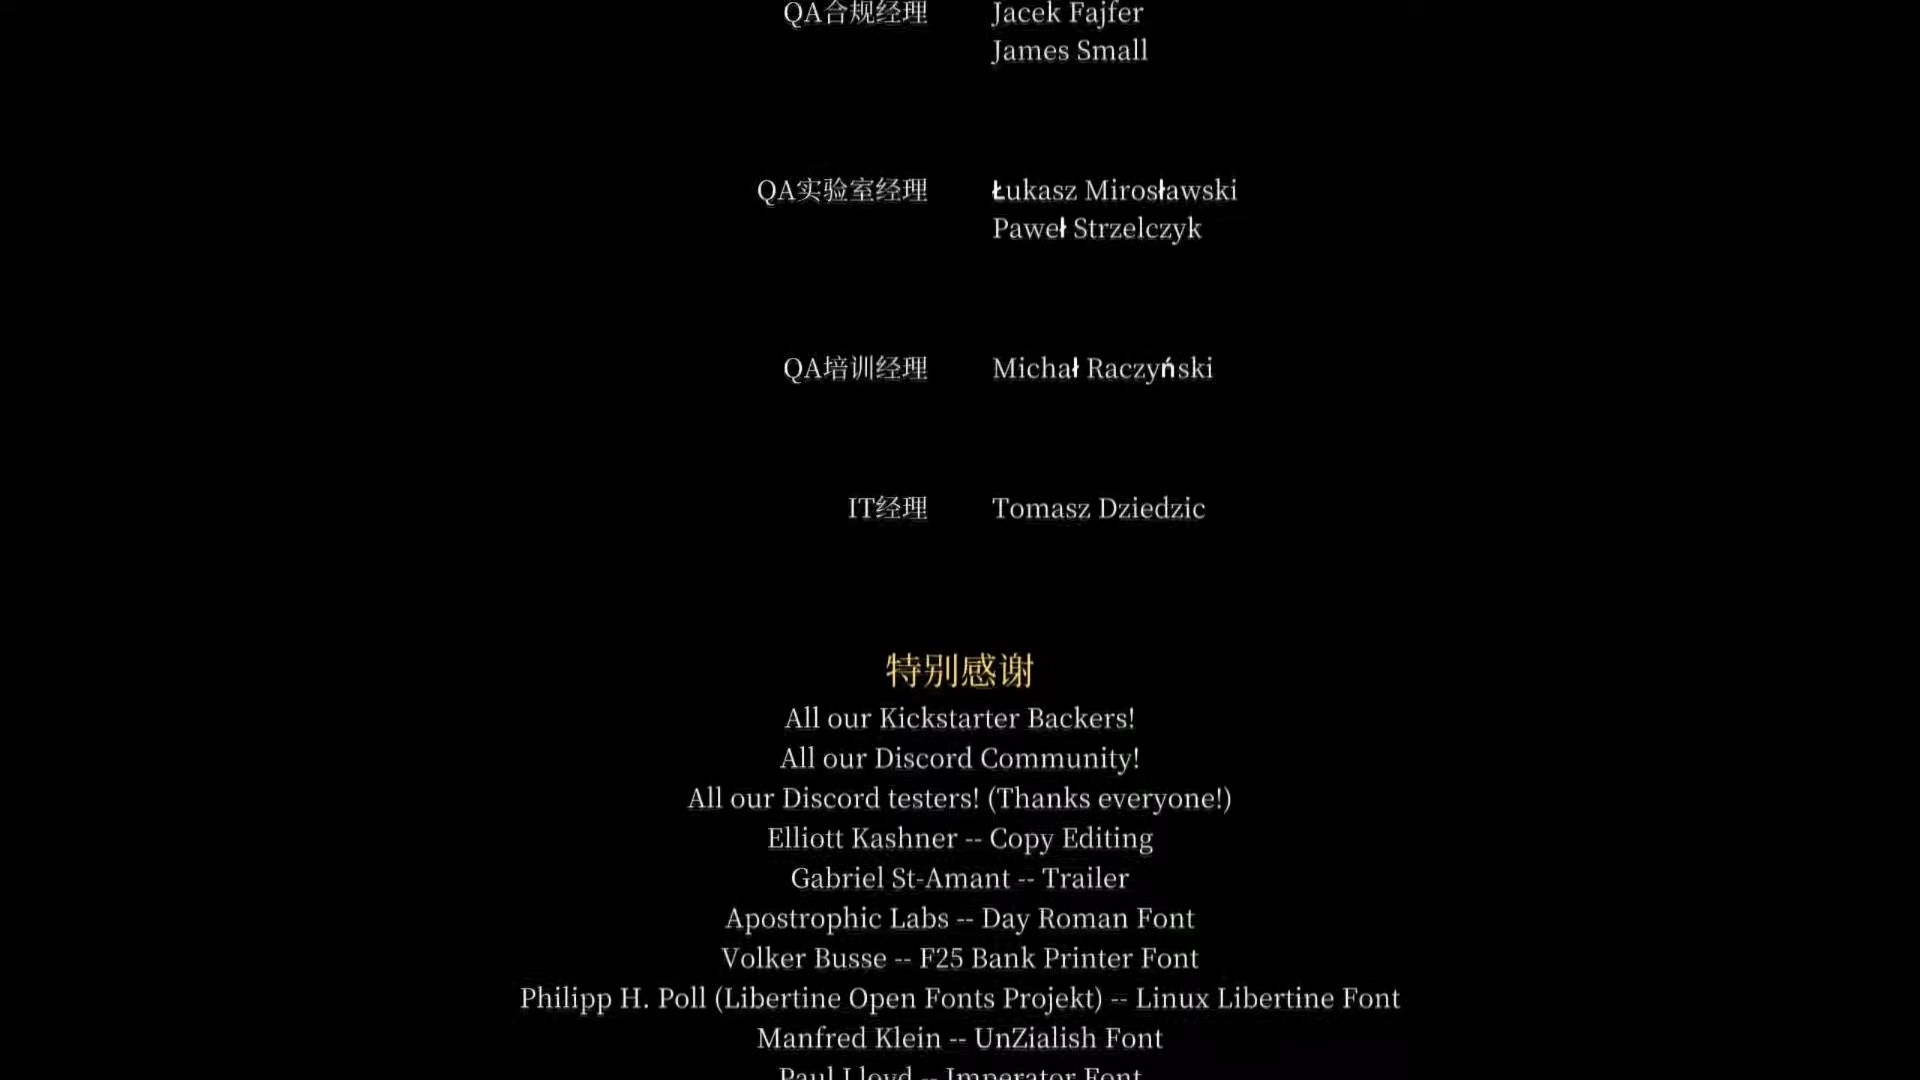 QA合规经理 Jacek Fajfer
James Small
QA实验室经理 Łukasz Mirosławski
Paweł Strzelczyk
QA培训经理 Michał Raczyński
IT经理 Tomasz Dziedzic
特别感谢
All our Kickstarter Backers!
All our Discord Community!
All our Discord testers! (Thanks everyone!)
Elliott Kashner -- Copy Editing
Gabriel St-Amant -- Trailer
Apostrophic Labs -- Day Roman Font
Volker Busse -- F25 Bank Printer Font
Philipp H. Poll (Libertine Open Fonts Projekt) -- Linux Libertine Font
Manfred Klein -- UnZialish Font
Paul Lloyd -- Imperator Font